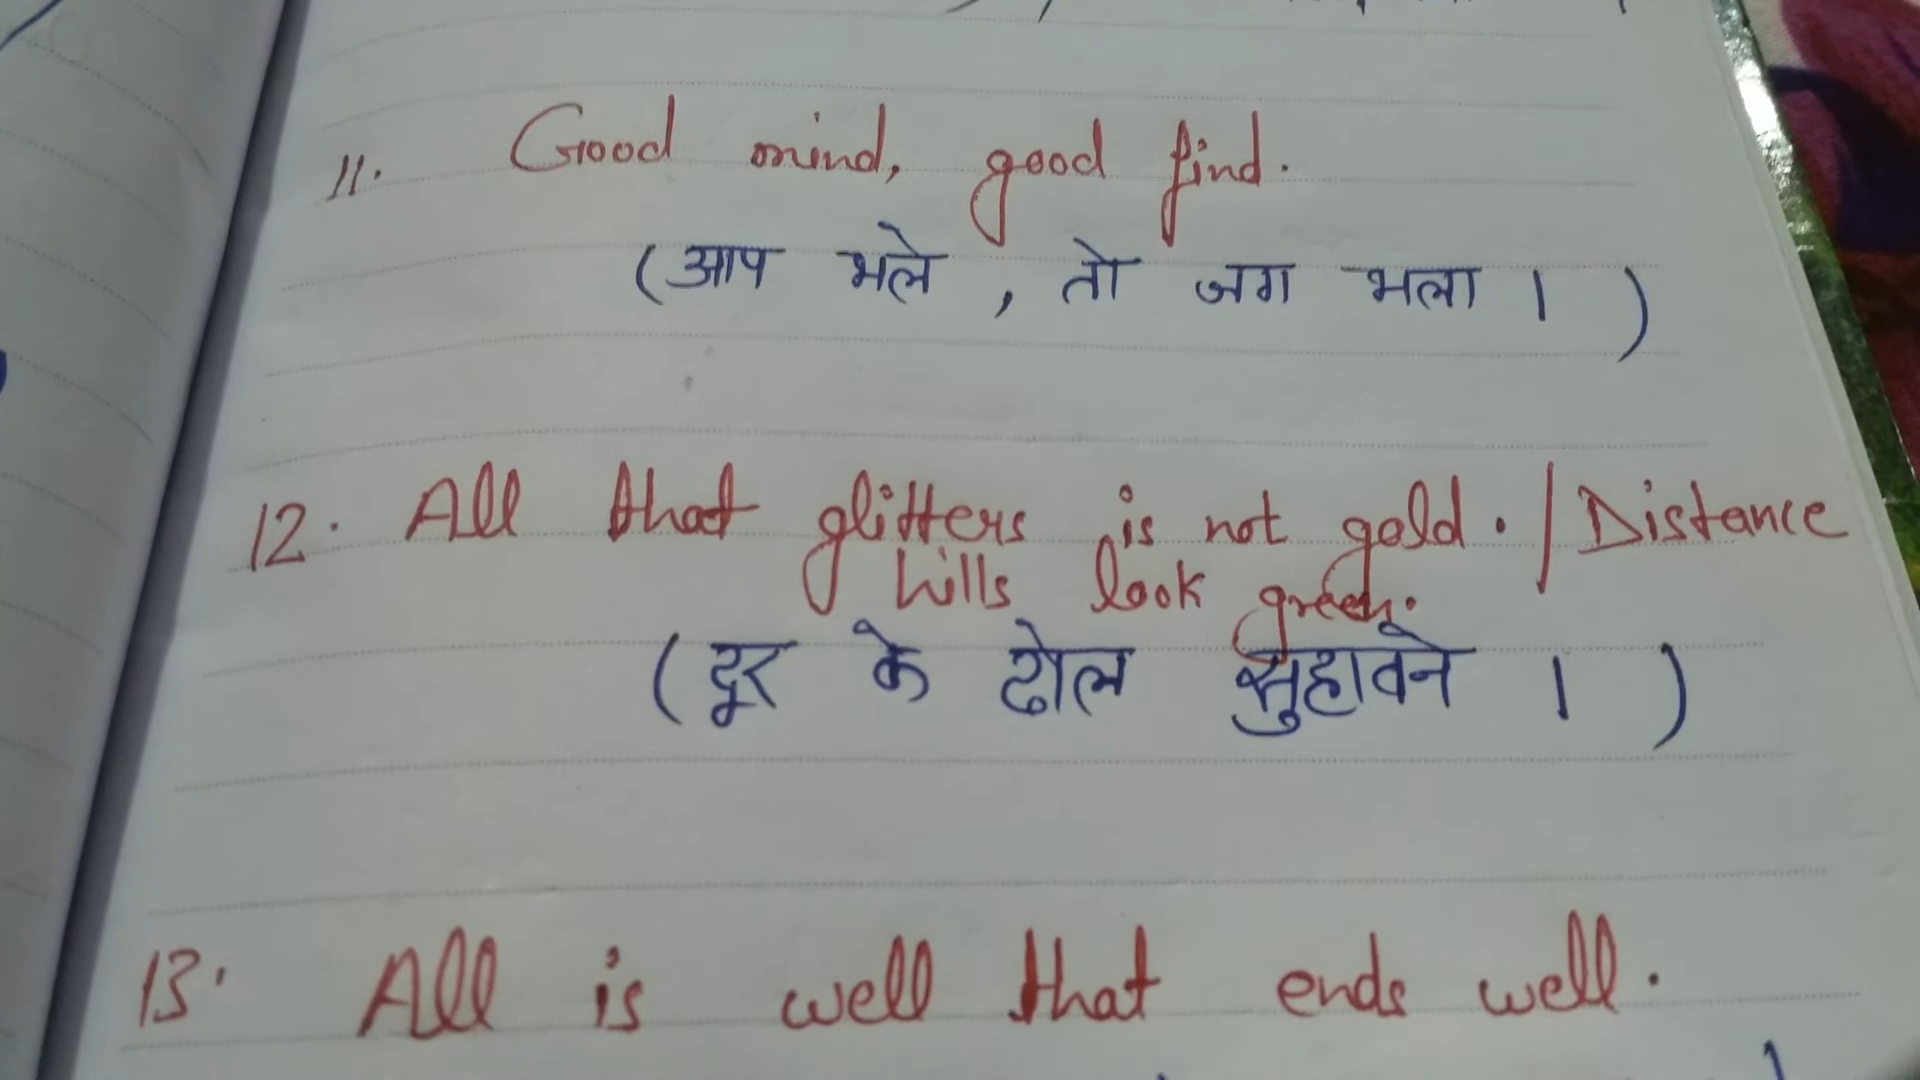 11. Good mind, good find.
(आप भले, तो जग भला।)
12. All that glitters is not gold. / Distance
hills look green.
(दूर के ढोल सुहावने।)
13. All is well that ends well.